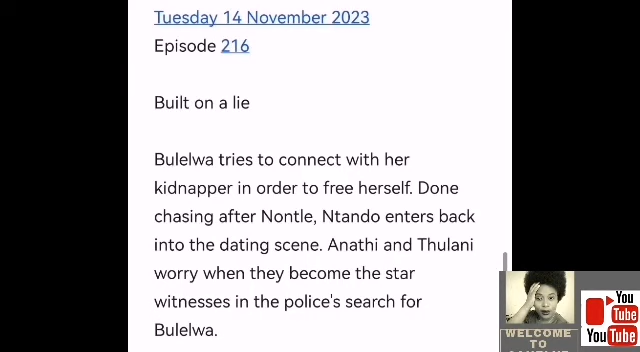 Tuesday 14 November 2023
Episode 216
Built on a lie
Bulelwa tries to connect with her
kidnapper in order to free herself. Done
chasing after Nontle, Ntando enters back
into the dating scene. Anathi and Thulani
worry when they become the star
witnesses in the police's search for
Bulelwa.
You
Tube
YouTube
WELCOME
TO